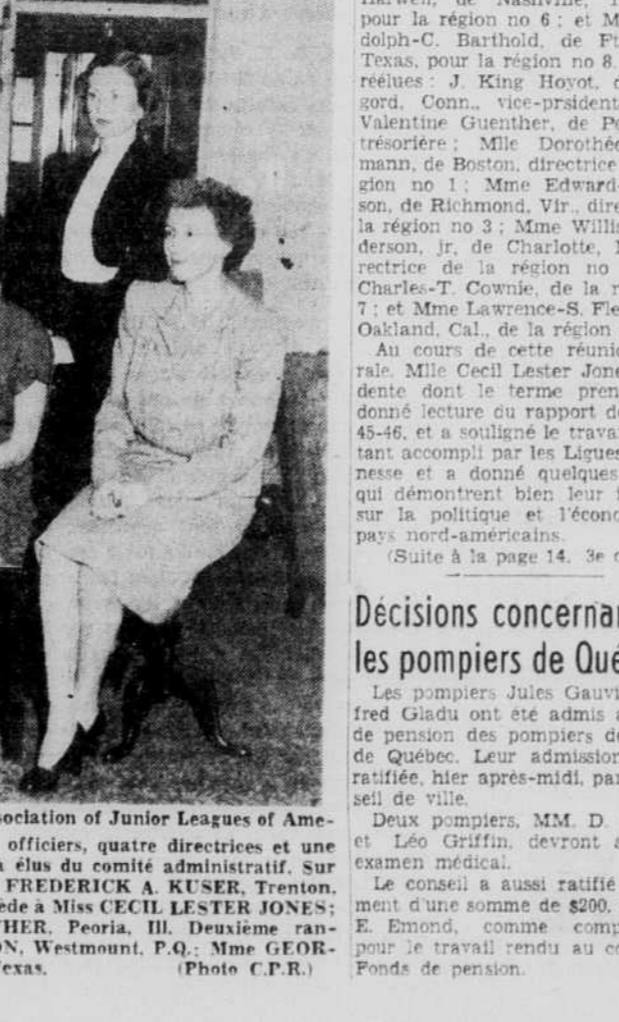 sociation of Junior Leagues of Ame-
officiers, quatre directrices et une
élus du comité administratif. Sur
FREDERICK A. KUSER, Trenton,
ède à Miss CECIL LESTER JONES;
THER, Peoria, Ill. Deuxième ran-
ON, Westmount, P.Q.; Mme GEOR-
Texas. (Photo C.P.R.)
pour la région no 6 ; et M
dolph-C. Barthold, de Ft
Texas, pour la région no 8.
réélues : J. King Hoyot, d
gord, Conn., vice-prsident
Valentine Guenther, de Pe
trésorière ; Mlle Dorothée
mann, de Boston, directrice
gion no 1 ; Mme Edward-
son, de Richmond, Vir., dire
la région no 3 ; Mme Willis
derson, jr, de Charlotte,
rectrice de la région no
Charles-T. Cownie, de la r
7 ; et Mme Lawrence-S. Fle
Oakland, Cal., de la région
Au cours de cette réunio
rale, Mlle Cecil Lester Jone
dente dont le terme pren
donné lecture du rapport de
45-46, et a souligné le travai
tant accompli par les Ligues
nesse et a donné quelques
qui démontrent bien leur i
sur la politique et l'écono
pays nord-américains.
(Suite à la page 14, 3e c
Décisions concernan
les pompiers de Qué
Les pompiers Jules Gauvi
fred Gladu ont été admis a
de pension des pompiers de
de Québec. Leur admission
ratifiée, hier après-midi, par
seil de ville.
Deux pompiers, MM. D.
et Léo Griffin, devront s
examen médical.
Le conseil a aussi ratifié
ment d'une somme de $200,
E. Emond, comme comp
pour le travail rendu au co
Fonds de pension.